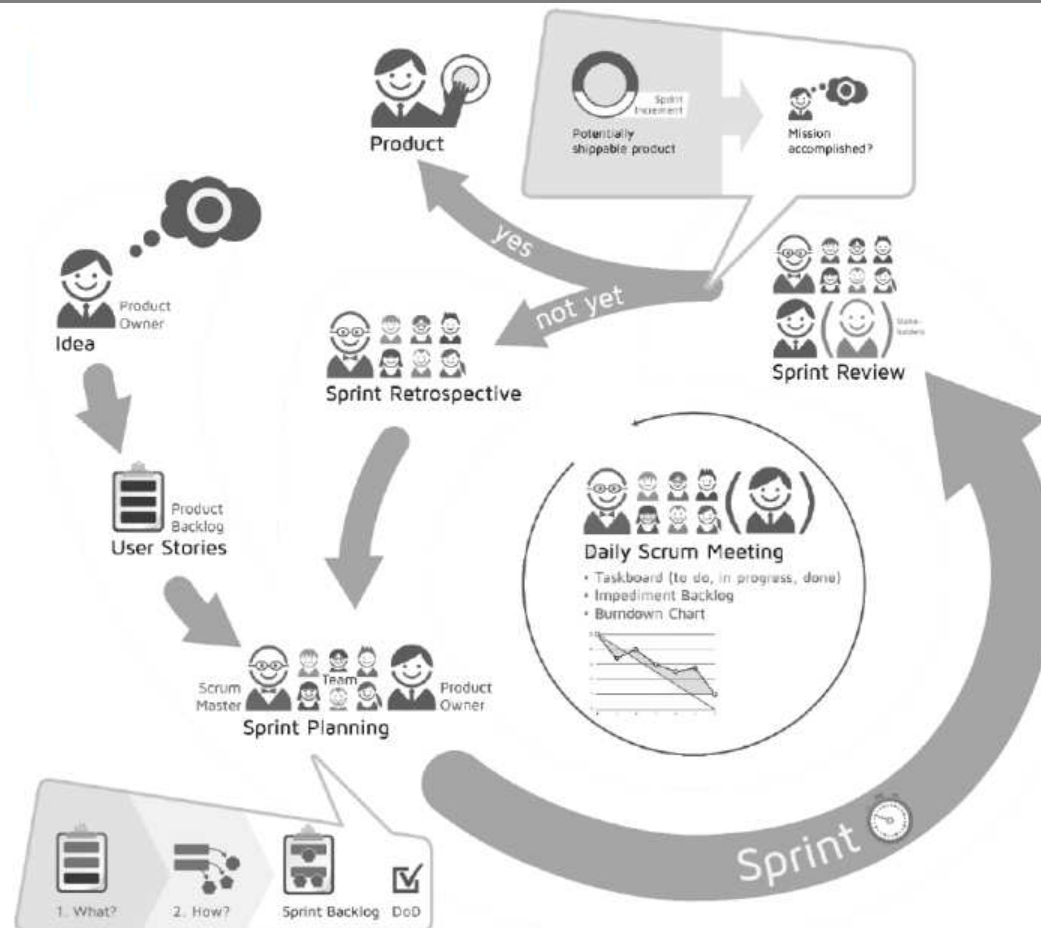 Product
Sprint
Increment
Potentially
shippable product
Mission
accomplished?
yes
not yet
Product
Owner
Idea
Sprint Retrospective
Stake-
holders
Sprint Review
Product
Backlog
User Stories
Daily Scrum Meeting
• Taskboard (to do, in progress, done)
• Impediment Backlog
• Burndown Chart
Scrum
Master
Team
Product
Owner
Sprint Planning
Sprint
1. What?
2. How?
Sprint Backlog
DoD